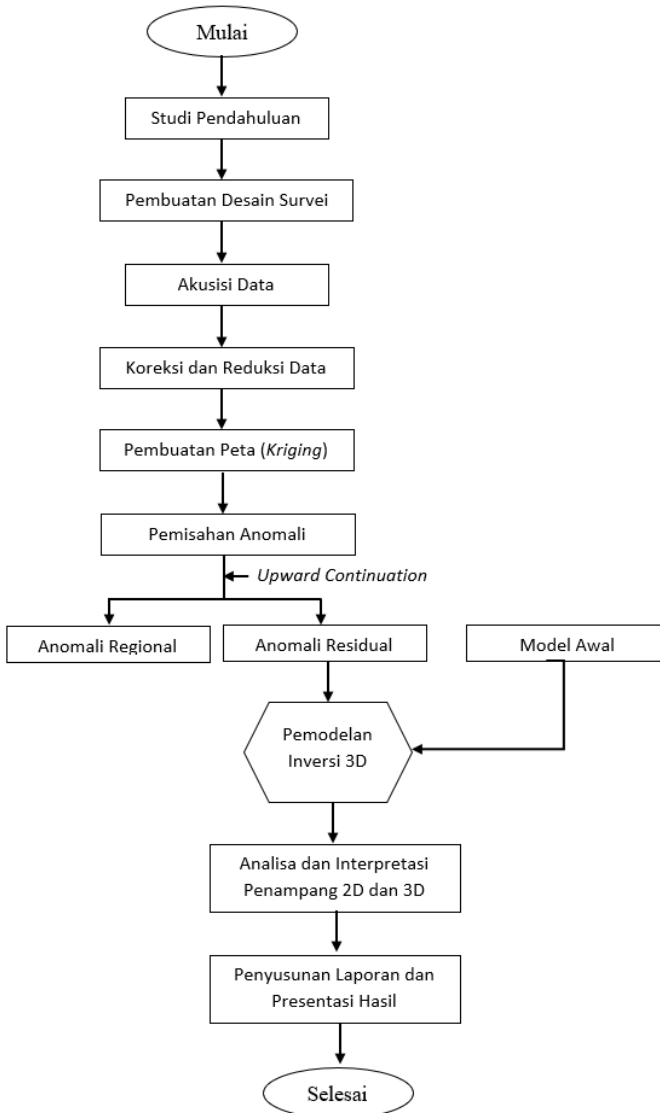 Mulai
Studi Pendahuluan
Pembuatan Desain Survei
Akusisi Data
Koreksi dan Reduksi Data
Pembuatan Peta (Kriging)
Pemisahan Anomali
Upward Continuation
Anomali Regional
Anomali Residual
Model Awal
Pemodelan
Inversi 3D
Analisa dan Interpretasi
Penampang 2D dan 3D
Penyusunan Laporan dan
Presentasi Hasil
Selesai